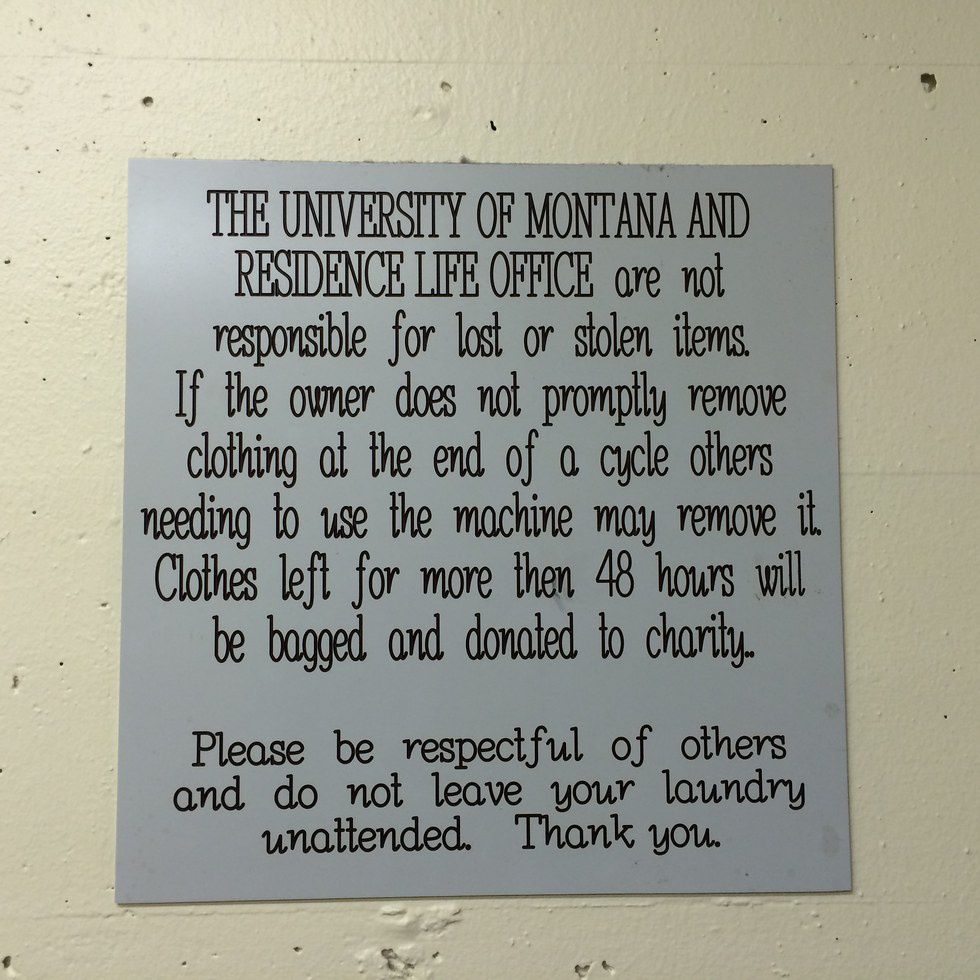 THE UNIVERSITY OF MONTANA AND
RESIDENCE LIFE OFFICE are not
responsible for lost or stolen items.
If the owner does not promptly remove
clothing at the end of a cycle others
needing to use the machine may remove it.
Clothes left for more then 48 hours will
be bagged and donated to charity..
Please be respectful of others
and do not leave your laundry
unattended. Thank you.